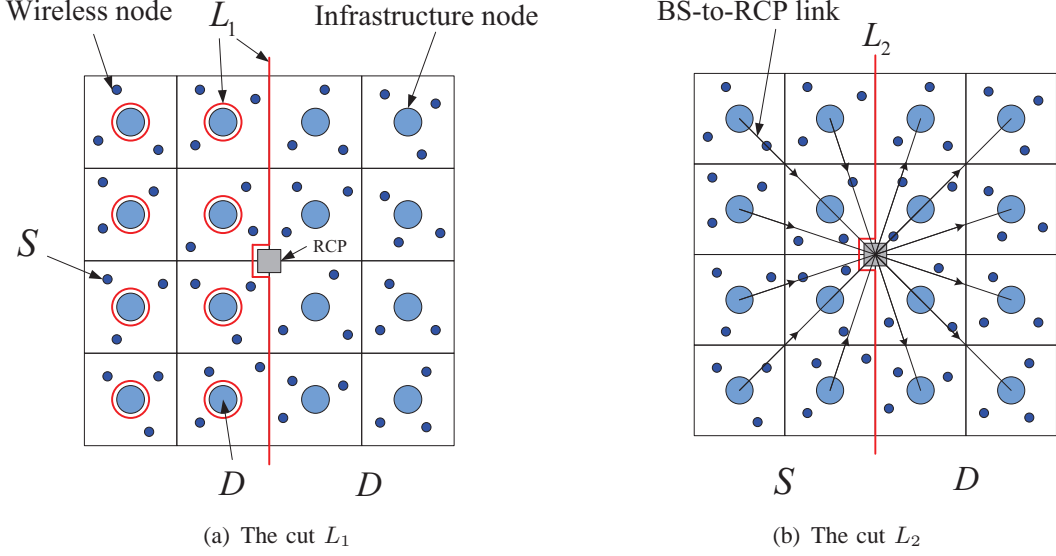 Wireless node
L1
Infrastructure node
S
RCP
D
D
(a) The cut L1
BS-to-RCP link
L2
S
D
(b) The cut L2